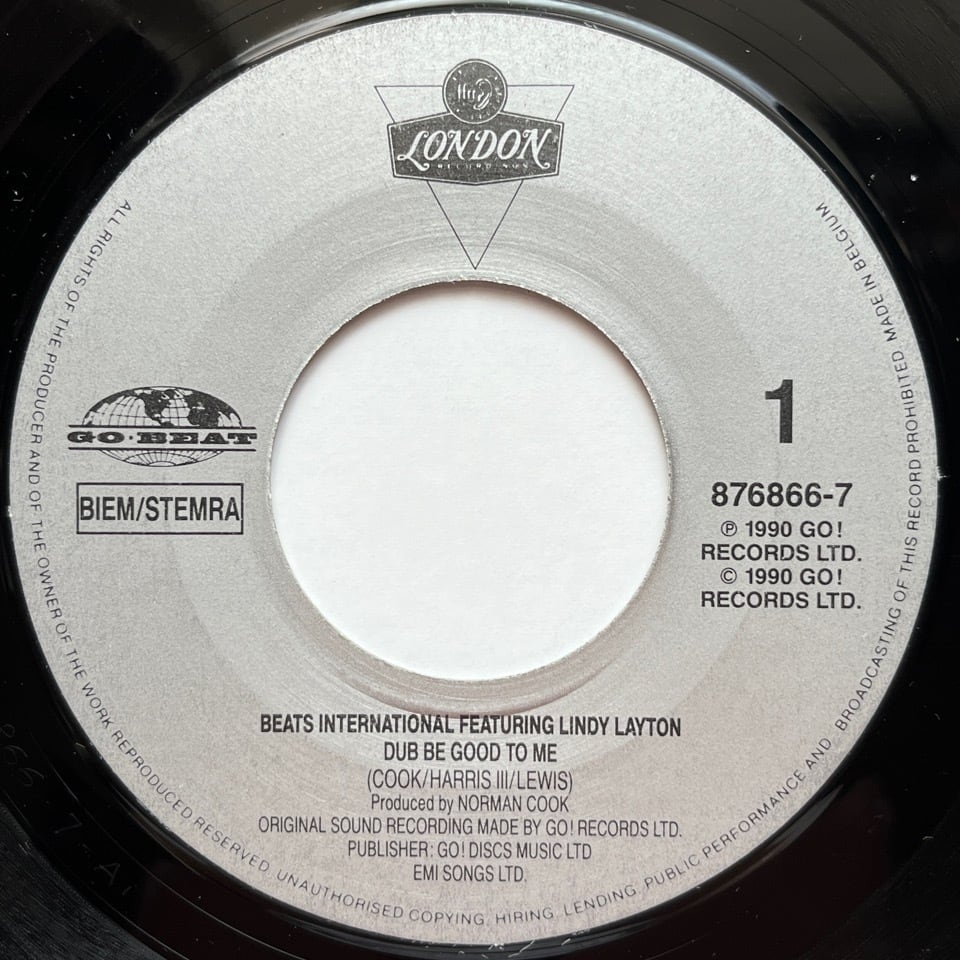 LONDON
RECORDINGS
ALL RIGHTS OF THE PRODUCER AND OF THE OWNER OF THE WORK REPRODUCED RESERVED. UNAUTHORISED COPYING, HIRING, LENDING, PUBLIC PERFORMANCE AND BROADCASTING OF THIS RECORD PROHIBITED MADE IN BELGIUM
GO·BEAT
BIEM/STEMRA
1
876866-7
℗ 1990 GO!
RECORDS LTD.
© 1990 GO!
RECORDS LTD.
BEATS INTERNATIONAL FEATURING LINDY LAYTON
DUB BE GOOD TO ME
(COOK/HARRIS III/LEWIS)
Produced by NORMAN COOK
ORIGINAL SOUND RECORDING MADE BY GO! RECORDS LTD.
PUBLISHER: GO! DISCS MUSIC LTD
EMI SONGS LTD.